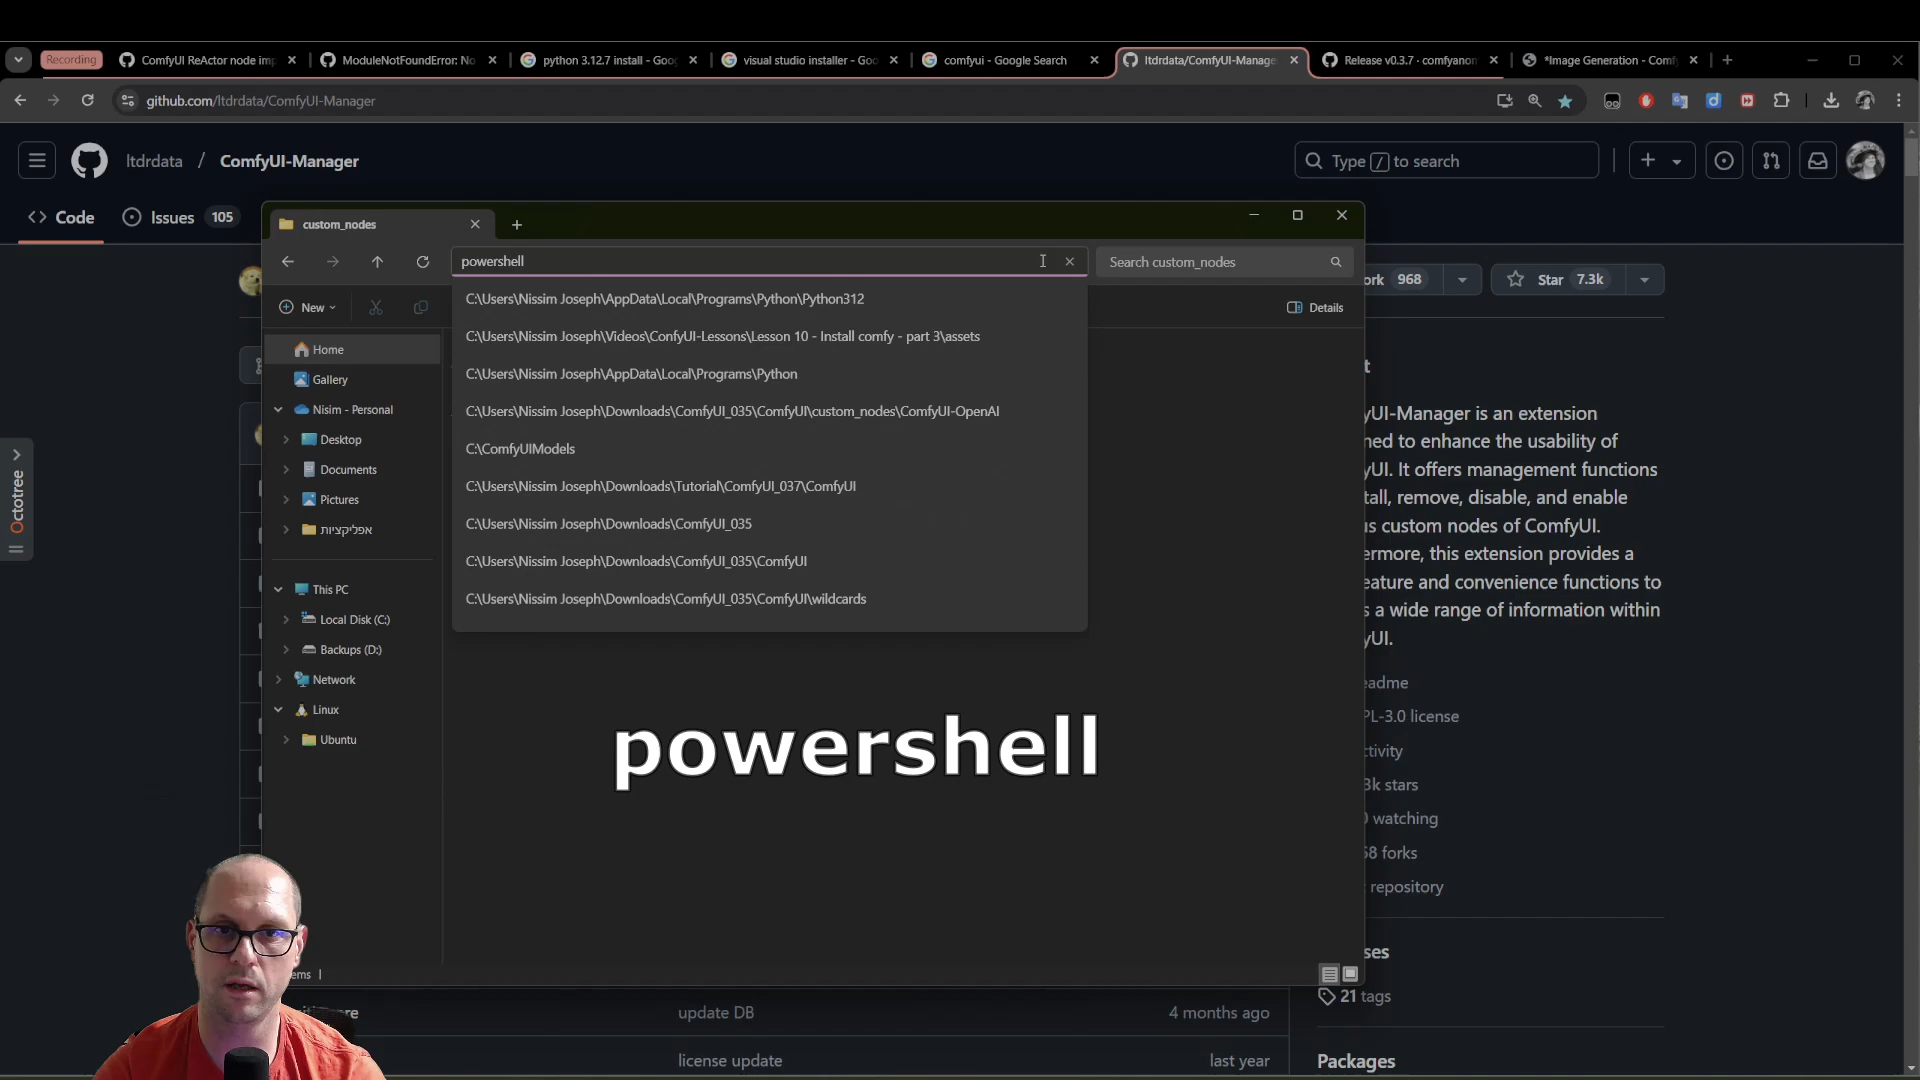 Recording
ComfyUI ReActor node imp
ModuleNotFoundError: No
python 3.12.7 install - Goo
visual studio installer - Goo
comfyui - Google Search
ltdrdata/ComfyUI-Manage
Release v0.3.7 · comfyanon
*Image Generation - Comf
github.com/ltdrdata/ComfyUI-Manager
ltdrdata / ComfyUI-Manager
Type / to search
Code
Issues 105
custom_nodes
powershell
Search custom_nodes
ork 968
Star 7.3k
New
Details
C:\Users\Nissim Joseph\AppData\Local\Programs\Python\Python312
C:\Users\Nissim Joseph\Videos\ConfyUI-Lessons\Lesson 10 - Install comfy - part 3\assets
C:\Users\Nissim Joseph\AppData\Local\Programs\Python
C:\Users\Nissim Joseph\Downloads\ComfyUI_035\ComfyUI\custom_nodes\ComfyUI-OpenAI
C:\ComfyUIModels
C:\Users\Nissim Joseph\Downloads\Tutorial\ComfyUI_037\ComfyUI
C:\Users\Nissim Joseph\Downloads\ComfyUI_035
C:\Users\Nissim Joseph\Downloads\ComfyUI_035\ComfyUI
C:\Users\Nissim Joseph\Downloads\ComfyUI_035\ComfyUI\wildcards
Home
Gallery
Nisim - Personal
Desktop
Documents
Pictures
אפליקציות
This PC
Local Disk (C:)
Backups (D:)
Network
Linux
Ubuntu
Octotree
powershell
t
yUI-Manager is an extension
ned to enhance the usability of
yUI. It offers management functions
tall, remove, disable, and enable
us custom nodes of ComfyUI.
ermore, this extension provides a
eature and convenience functions to
s a wide range of information within
yUI.
eadme
PL-3.0 license
ctivity
3k stars
watching
58 forks
t repository
ses
21 tags
Packages
ems
ore
update DB
4 months ago
license update
last year